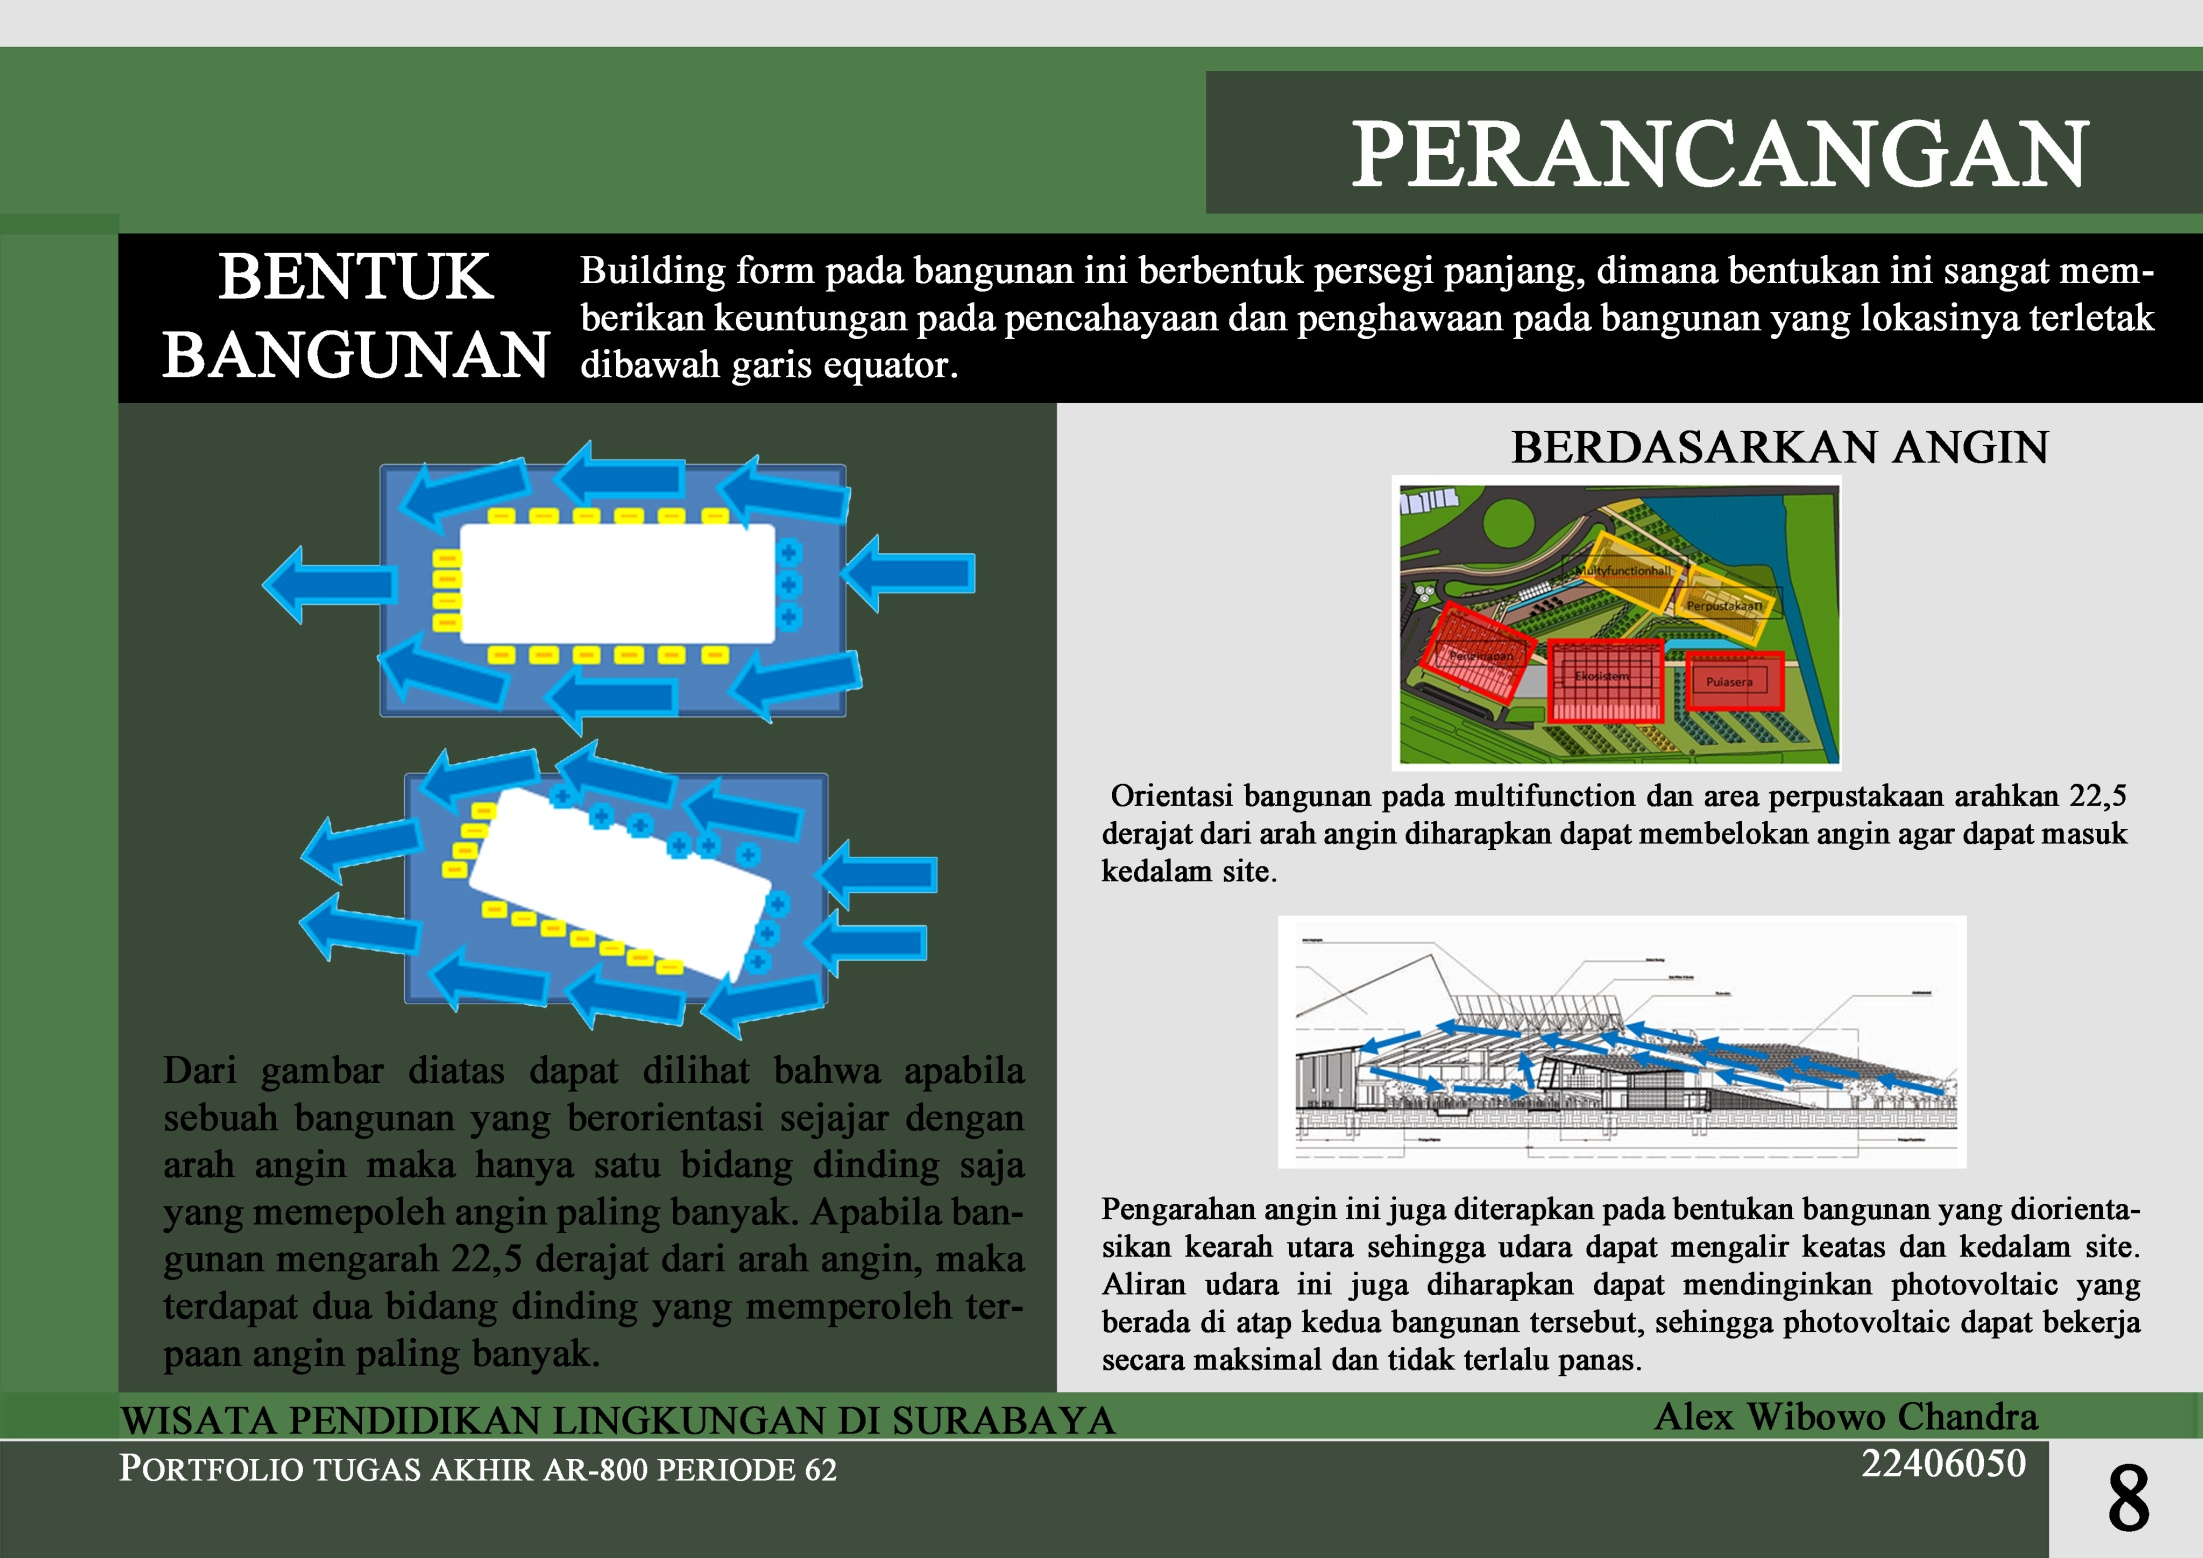 PERANCANGAN
BENTUK
BANGUNAN
Building form pada bangunan ini berbentuk persegi panjang, dimana bentukan ini sangat mem-
berikan keuntungan pada pencahayaan dan penghawaan pada bangunan yang lokasinya terletak
dibawah garis equator.
Dari gambar diatas dapat dilihat bahwa apabila
sebuah bangunan yang berorientasi sejajar dengan
arah angin maka hanya satu bidang dinding saja
yang memepoleh angin paling banyak. Apabila ban-
gunan mengarah 22,5 derajat dari arah angin, maka
terdapat dua bidang dinding yang memperoleh ter-
paan angin paling banyak.
BERDASARKAN ANGIN
Multyfunctionhall
Perpustakaan
Ekosistem
Pujasera
Orientasi bangunan pada multifunction dan area perpustakaan arahkan 22,5
derajat dari arah angin diharapkan dapat membelokan angin agar dapat masuk
kedalam site.
Pengarahan angin ini juga diterapkan pada bentukan bangunan yang diorienta-
sikan kearah utara sehingga udara dapat mengalir keatas dan kedalam site.
Aliran udara ini juga diharapkan dapat mendinginkan photovoltaic yang
berada di atap kedua bangunan tersebut, sehingga photovoltaic dapat bekerja
secara maksimal dan tidak terlalu panas.
WISATA PENDIDIKAN LINGKUNGAN DI SURABAYA
Alex Wibowo Chandra
PORTFOLIO TUGAS AKHIR AR-800 PERIODE 62
22406050
8